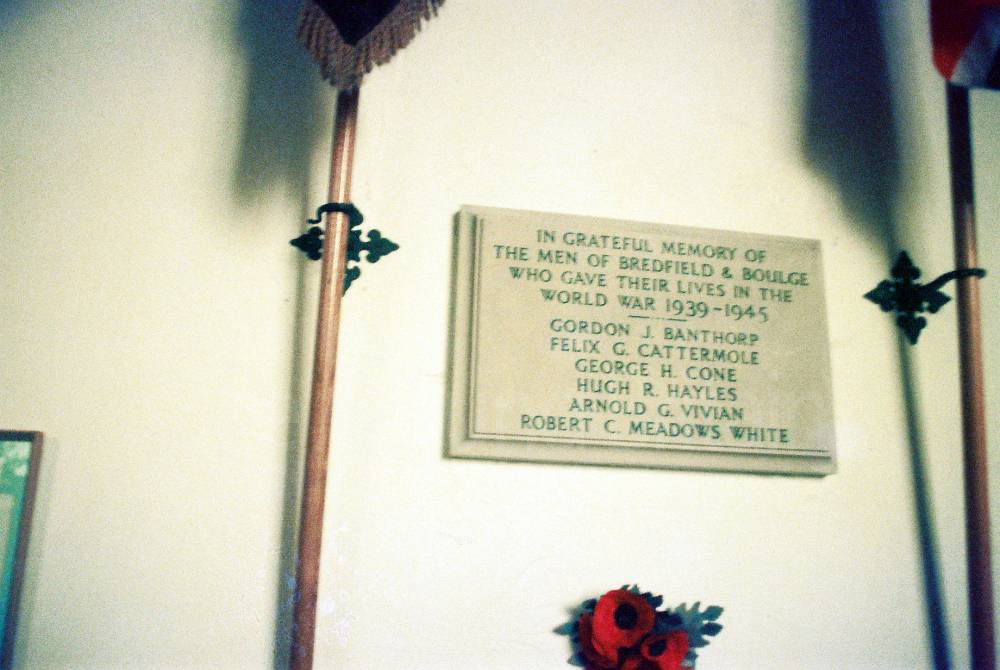 IN GRATEFUL MEMORY OF
THE MEN OF BREDFIELD & BOULGE
WHO GAVE THEIR LIVES IN THE
WORLD WAR 1939-1945
GORDON J. BANTHORP
FELIX G. CATTERMOLE
GEORGE H. CONE
HUGH R. HAYLES
ARNOLD G. VIVIAN
ROBERT C. MEADOWS WHITE